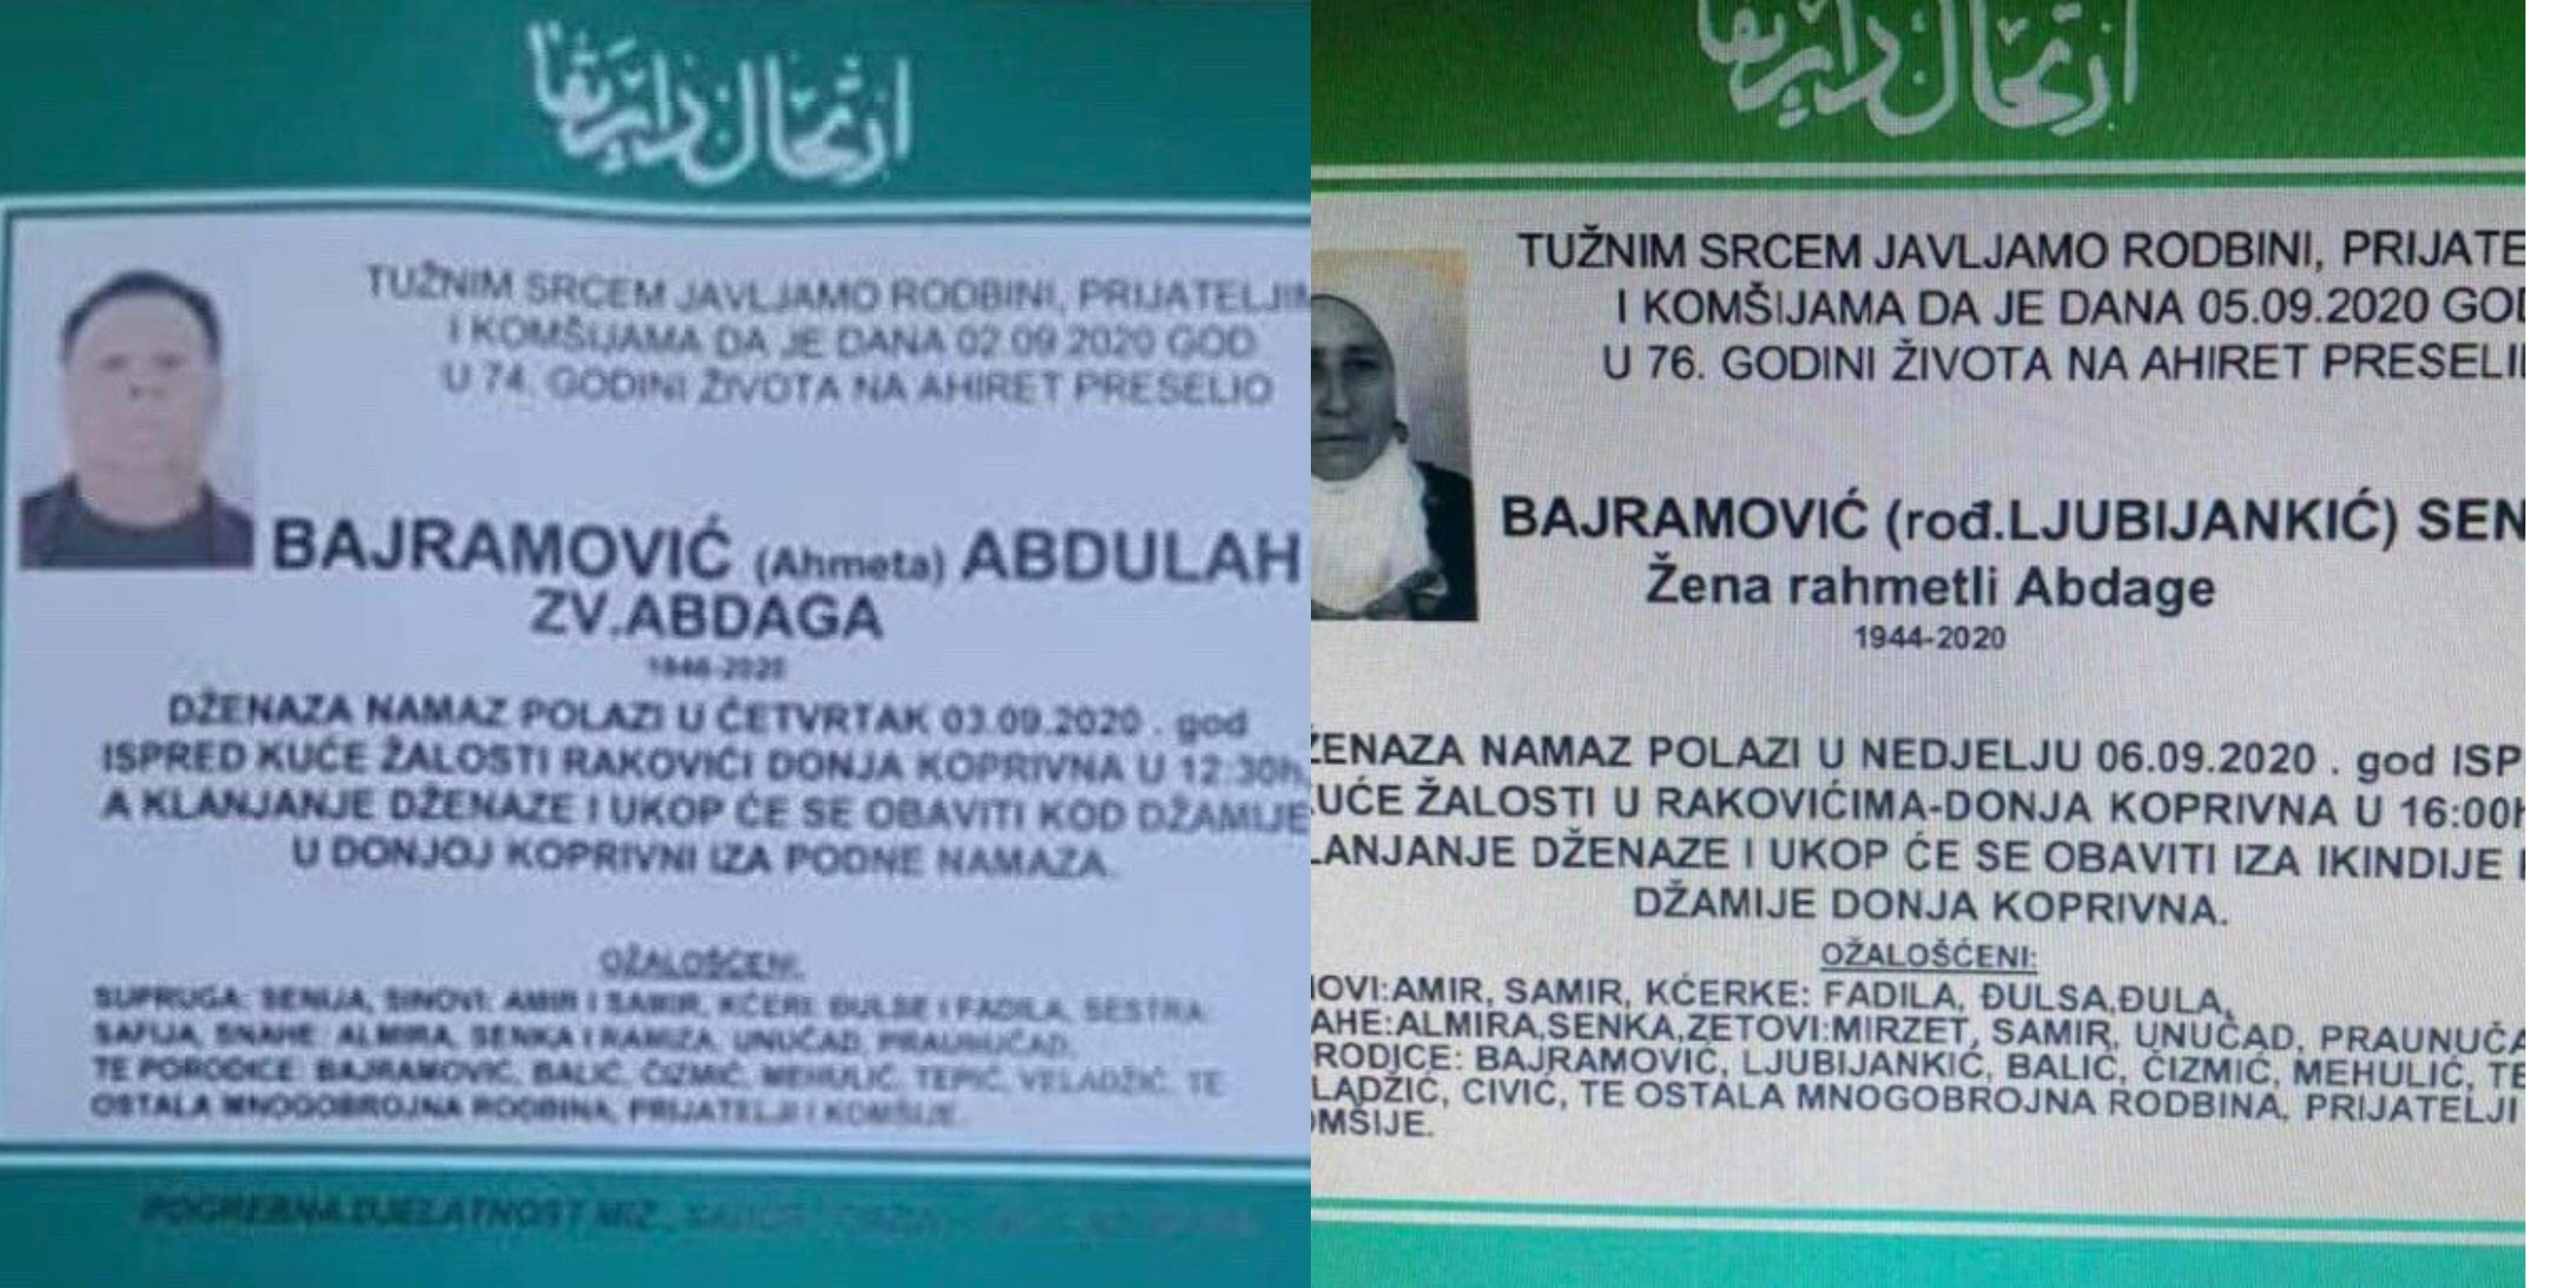 ارتحال دار بقا
TUŽNIM SRCEM JAVLJAMO RODBINI, PRIJATELJI
I KOMŠIJAMA DA JE DANA 02.09.2020 GOD.
U 74. GODINI ŽIVOTA NA AHIRET PRESELIO
BAJRAMOVIĆ (Ahmeta) ABDULAH
ZV.ABDAGA
1946-2020
DŽENAZA NAMAZ POLAZI U ČETVRTAK 03.09.2020 . god
ISPRED KUĆE ŽALOSTI RAKOVIĆI DONJA KOPRIVNA U 12:30h,
A KLANJANJE DŽENAZE I UKOP ĆE SE OBAVITI KOD DŽAMIJE
U DONJOJ KOPRIVNI IZA PODNE NAMAZA.
OŽALOŠĆENI:
SUPRUGA: SENIJA, SINOVI: AMIR I SAMIR, KĆERI: ĐULSE I FADILA, SESTRA:
SAFIJA, SNAHE: ALMIRA, SENKA I RAMIZA, UNUČAD, PRAUNUČAD,
TE PORODICE: BAJRAMOVIĆ, BALIĆ, ČIZMIĆ, MEHULIĆ, TEPIĆ, VELADŽIĆ, TE
OSTALA MNOGOBROJNA RODBINA, PRIJATELJI I KOMŠIJE.
POGREBNA DJELATNOST MIZ
ارتحال دار بقا
TUŽNIM SRCEM JAVLJAMO RODBINI, PRIJATE
I KOMŠIJAMA DA JE DANA 05.09.2020 GOD
U 76. GODINI ŽIVOTA NA AHIRET PRESELI
BAJRAMOVIĆ (rođ.LJUBIJANKIĆ) SEN
Žena rahmetli Abdage
1944-2020
ŽENAZA NAMAZ POLAZI U NEDJELJU 06.09.2020 . god ISP
KUĆE ŽALOSTI U RAKOVIĆIMA-DONJA KOPRIVNA U 16:00h
LANJANJE DŽENAZE I UKOP ĆE SE OBAVITI IZA IKINDIJE
DŽAMIJE DONJA KOPRIVNA.
OŽALOŠĆENI:
OVI:AMIR, SAMIR, KĆERKE: FADILA, ĐULSA,ĐULA,
AHE:ALMIRA,SENKA,ZETOVI:MIRZET, SAMIR, UNUČAD, PRAUNUČA
RODICE: BAJRAMOVIĆ, LJUBIJANKIĆ, BALIĆ, ČIZMIĆ, MEHULIĆ, TE
LADŽIĆ, CIVIĆ, TE OSTALA MNOGOBROJNA RODBINA, PRIJATELJI
OMŠIJE.